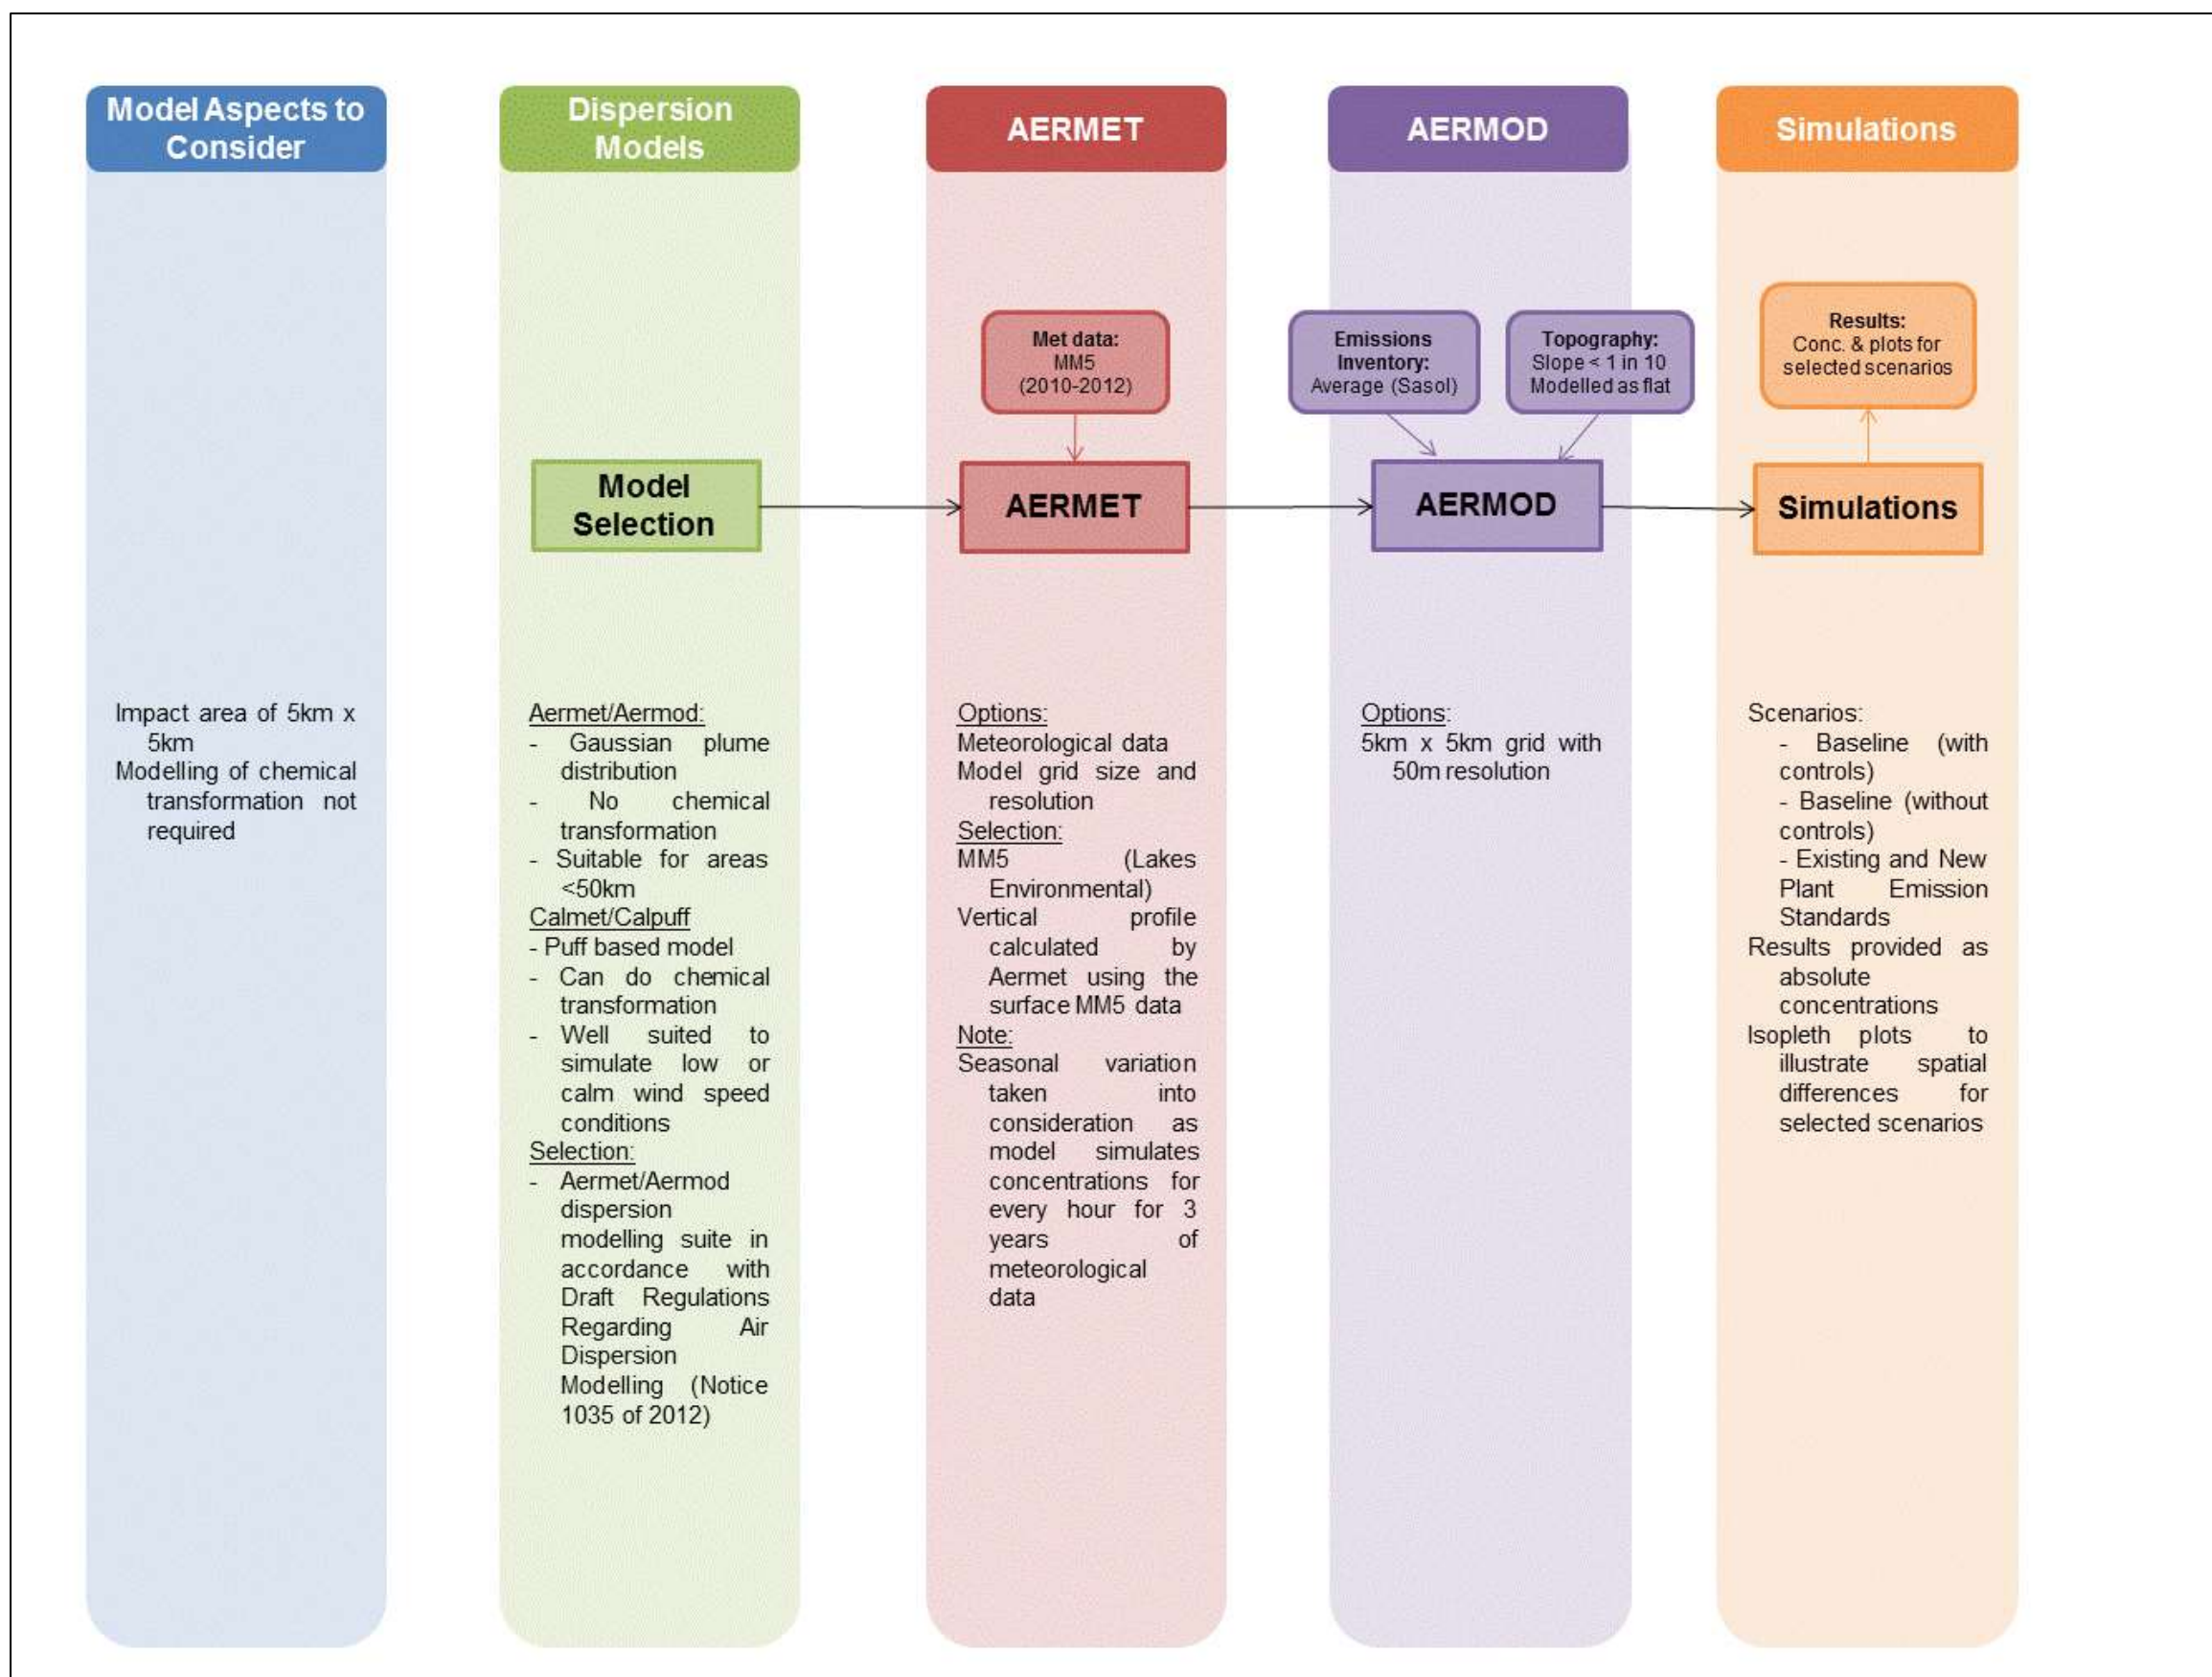 Model Aspects to
Consider
Impact area of 5km x
5km
Modelling of chemical
transformation not
required
Dispersion
Models
Model
Selection
Aermet/Aermod:
- Gaussian plume
distribution
- No chemical
transformation
- Suitable for areas
<50km
Calmet/Calpuff
- Puff based model
- Can do chemical
transformation
- Well suited to
simulate low or
calm wind speed
conditions
Selection:
- Aermet/Aermod
dispersion
modelling suite in
accordance with
Draft Regulations
Regarding Air
Dispersion
Modelling (Notice
1035 of 2012)
AERMET
Met data:
MM5
(2010-2012)
AERMET
Options:
Meteorological data
Model grid size and
resolution
Selection:
MM5 (Lakes
Environmental)
Vertical profile
calculated by
Aermet using the
surface MM5 data
Note:
Seasonal variation
taken into
consideration as
model simulates
concentrations for
every hour for 3
years of
meteorological
data
AERMOD
Emissions
Inventory:
Average (Sasol)
Topography:
Slope < 1 in 10
Modelled as flat
AERMOD
Options:
5km x 5km grid with
50m resolution
Simulations
Results:
Conc. & plots for
selected scenarios
Simulations
Scenarios:
- Baseline (with
controls)
- Baseline (without
controls)
- Existing and New
Plant Emission
Standards
Results provided as
absolute
concentrations
Isopleth plots to
illustrate spatial
differences for
selected scenarios